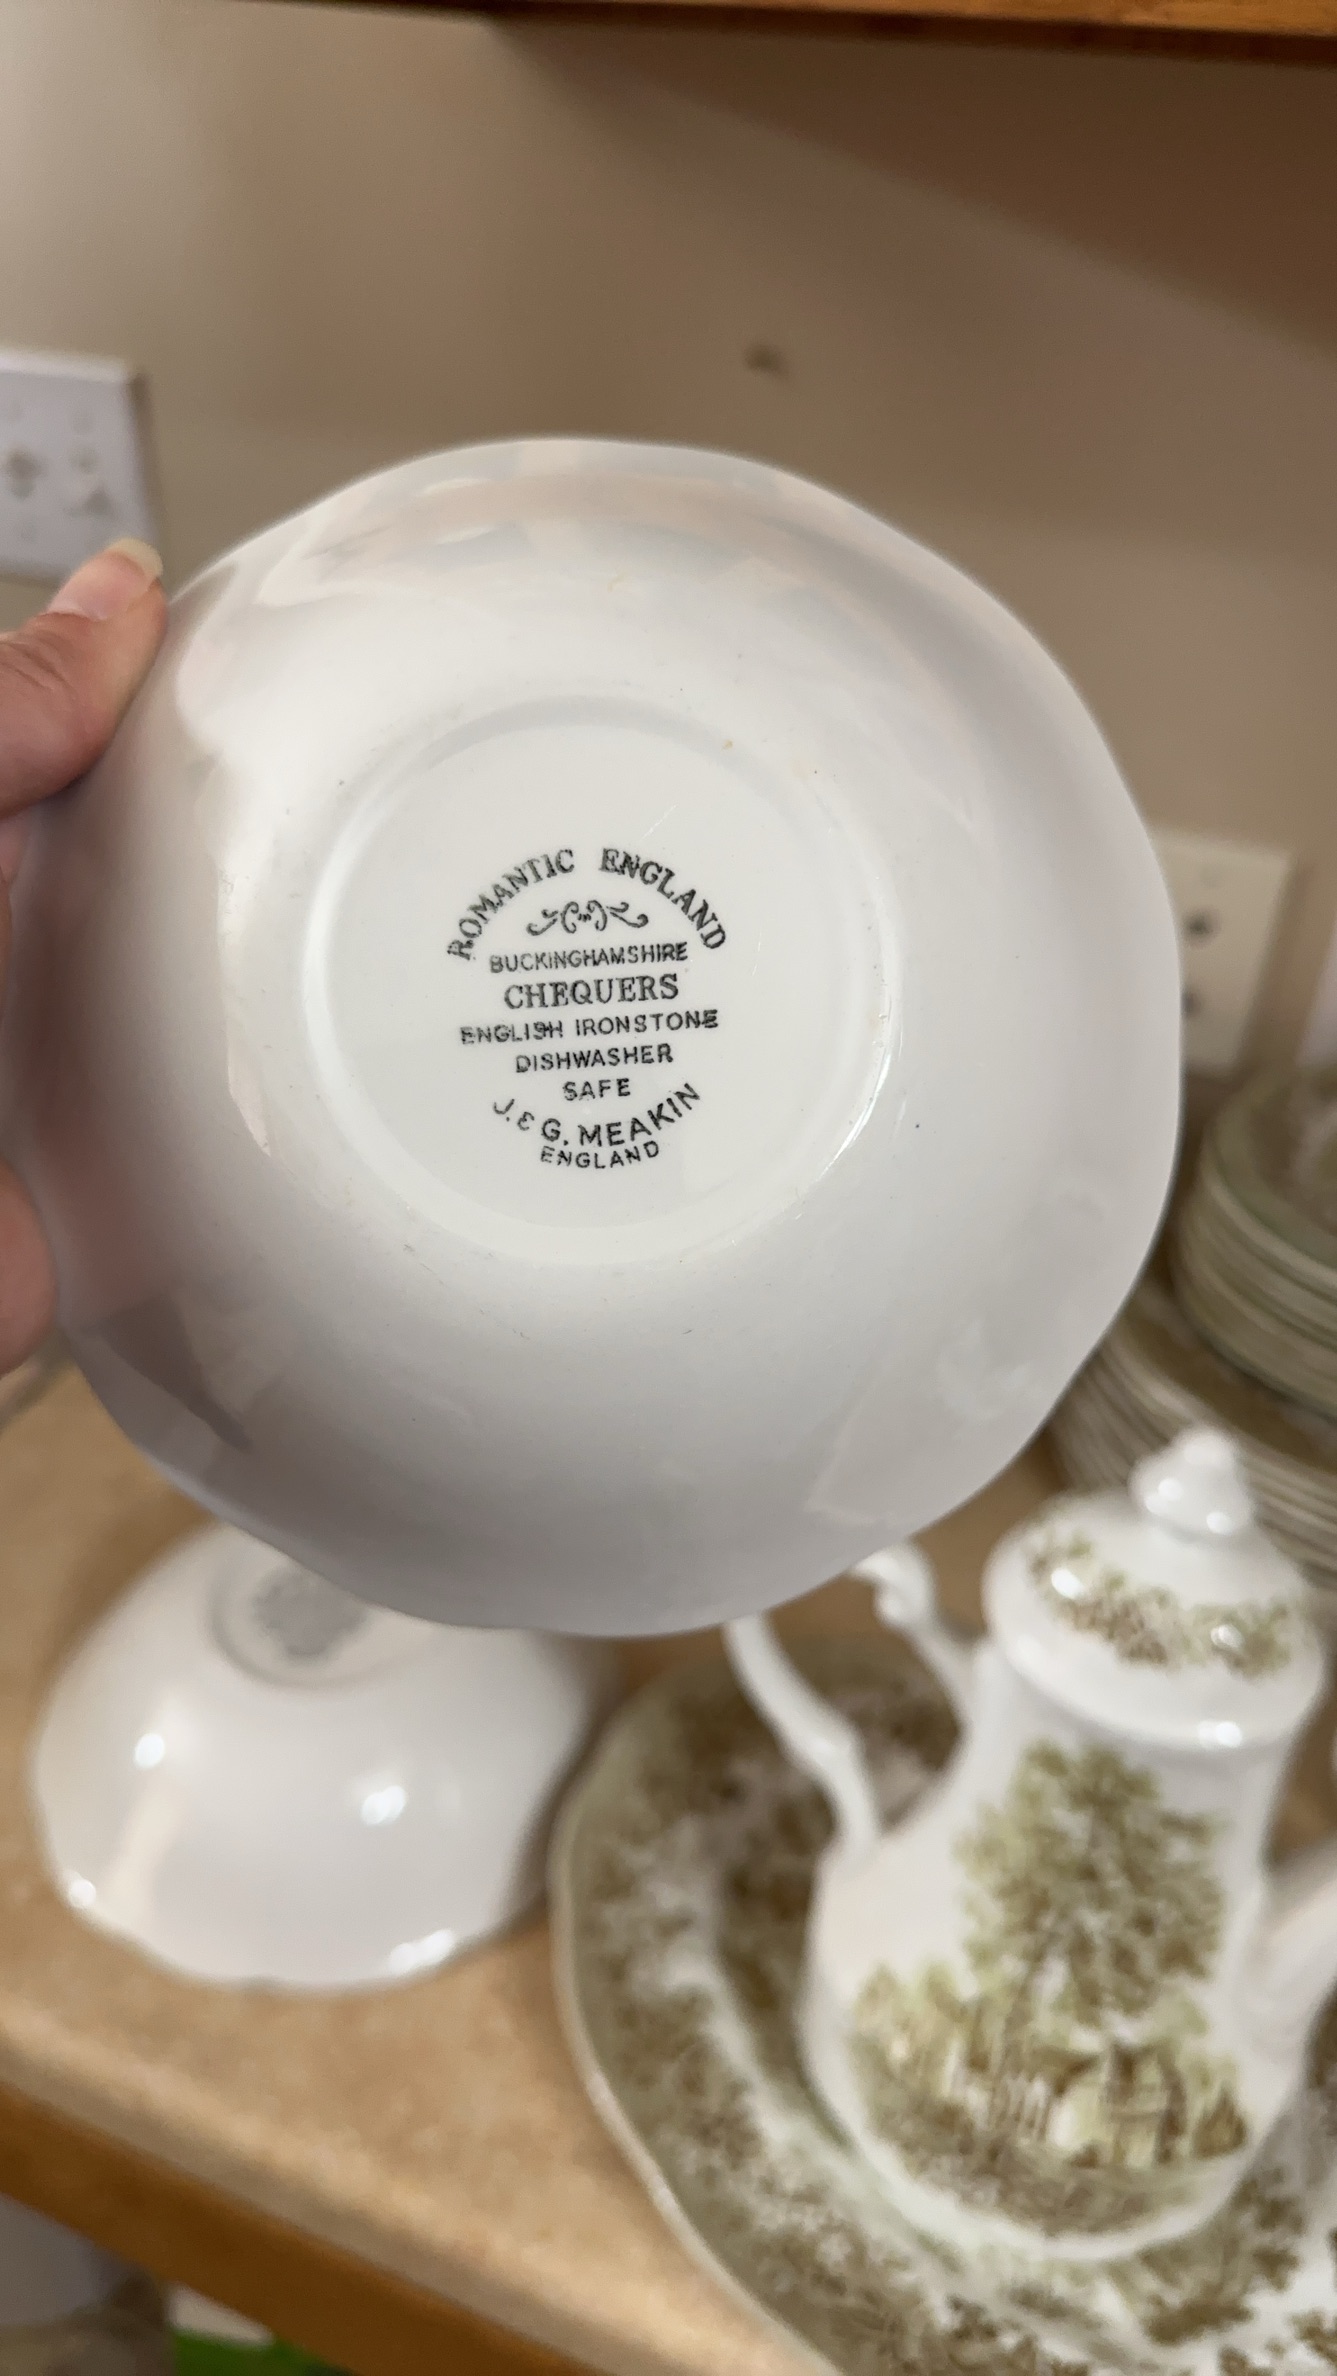 ROMANTIC ENGLAND
BUCKINGHAMSHIRE
CHEQUERS
ENGLISH IRONSTONE
DISHWASHER
SAFE
J. & G. MEAKIN
ENGLAND